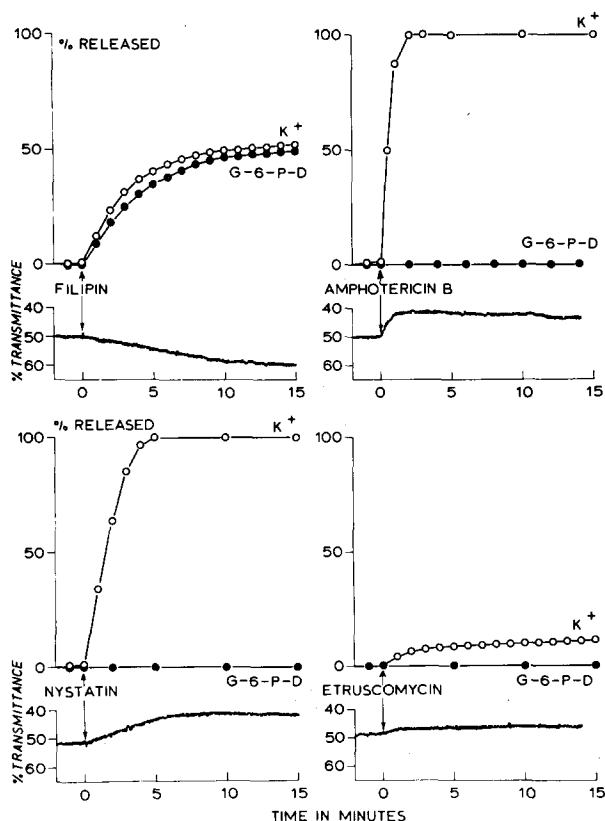 % RELEASED
100
50
0
K+
G-6-P-D
FILIPIN
% TRANSMITTANCE
40
50
60
0 5 10 15
100
50
0
K+
G-6-P-D
AMPHOTERICIN B
40
50
60
0 5 10 15
% RELEASED
100
50
0
K+
G-6-P-D
NYSTATIN
% TRANSMITTANCE
40
50
60
0 5 10 15
100
50
0
K+
G-6-P-D
ETRUSCOMYCIN
40
50
60
0 5 10 15
TIME IN MINUTES